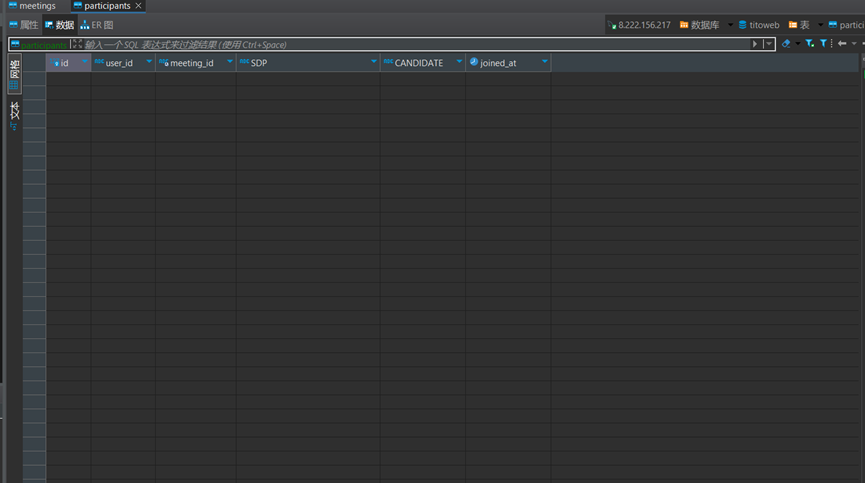 meetings participants
属性 数据 ER 图 8.222.156.217 数据库 titoweb 表 partici
participants 输入一个 SQL 表达式来过滤结果 (使用 Ctrl+Space)
id user_id meeting_id SDP CANDIDATE joined_at
网格
文本